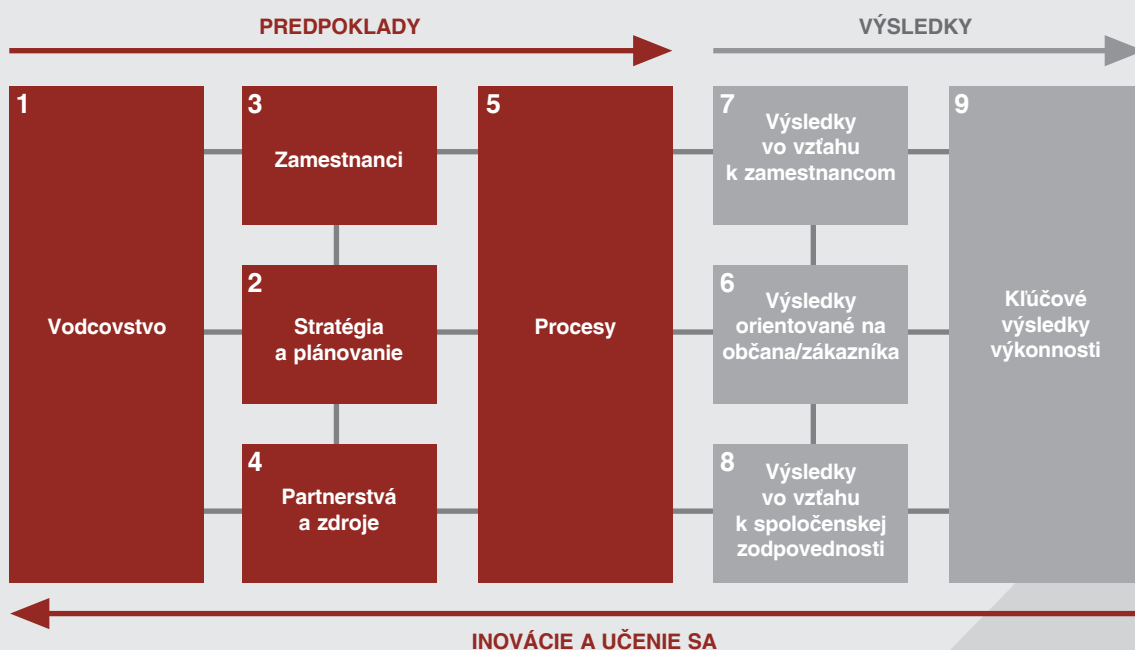 PREDPOKLADY
VÝSLEDKY
1
Vodcovstvo
3
Zamestnanci
2
Stratégia
a plánovanie
4
Partnerstvá
a zdroje
5
Procesy
7
Výsledky
vo vzťahu
k zamestnancom
6
Výsledky
orientované na
občana/zákazníka
8
Výsledky
vo vzťahu
k spoločenskej
zodpovednosti
9
Kľúčové
výsledky
výkonnosti
INOVÁCIE A UČENIE SA